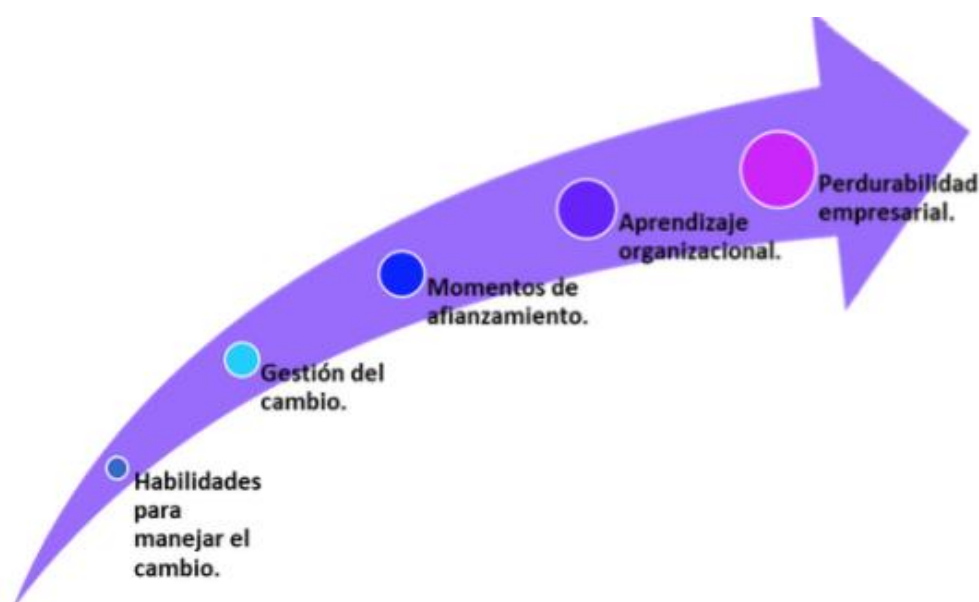 Perdurabilidad
empresarial.
Aprendizaje
organizacional.
Momentos de
afianzamiento.
Gestión del
cambio.
Habilidades
para
manejar el
cambio.